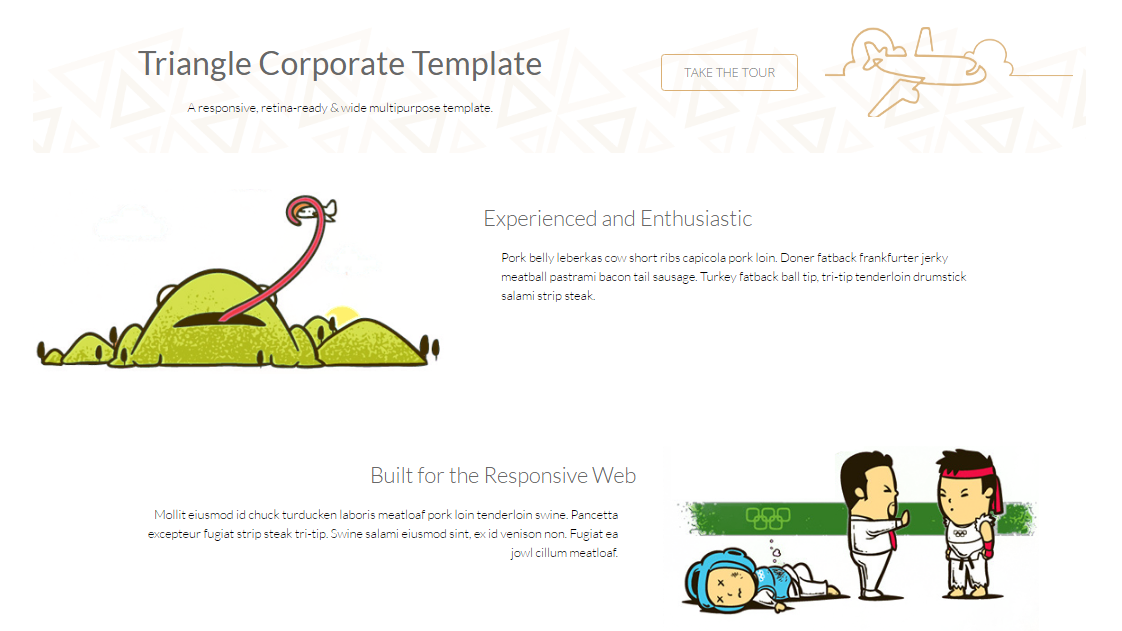 Triangle Corporate Template
A responsive, retina-ready & wide multipurpose template.
TAKE THE TOUR
Experienced and Enthusiastic
Pork belly leberkas cow short ribs capicola pork loin. Doner fatback frankfurter jerky
meatball pastrami bacon tail sausage. Turkey fatback ball tip, tri-tip tenderloin drumstick
salami strip steak.
Built for the Responsive Web
Mollit eiusmod id chuck turducken laboris meatloaf pork loin tenderloin swine. Pancetta
excepteur fugiat strip steak tri-tip. Swine salami eiusmod sint, ex id venison non. Fugiat ea
jowl cillum meatloaf.